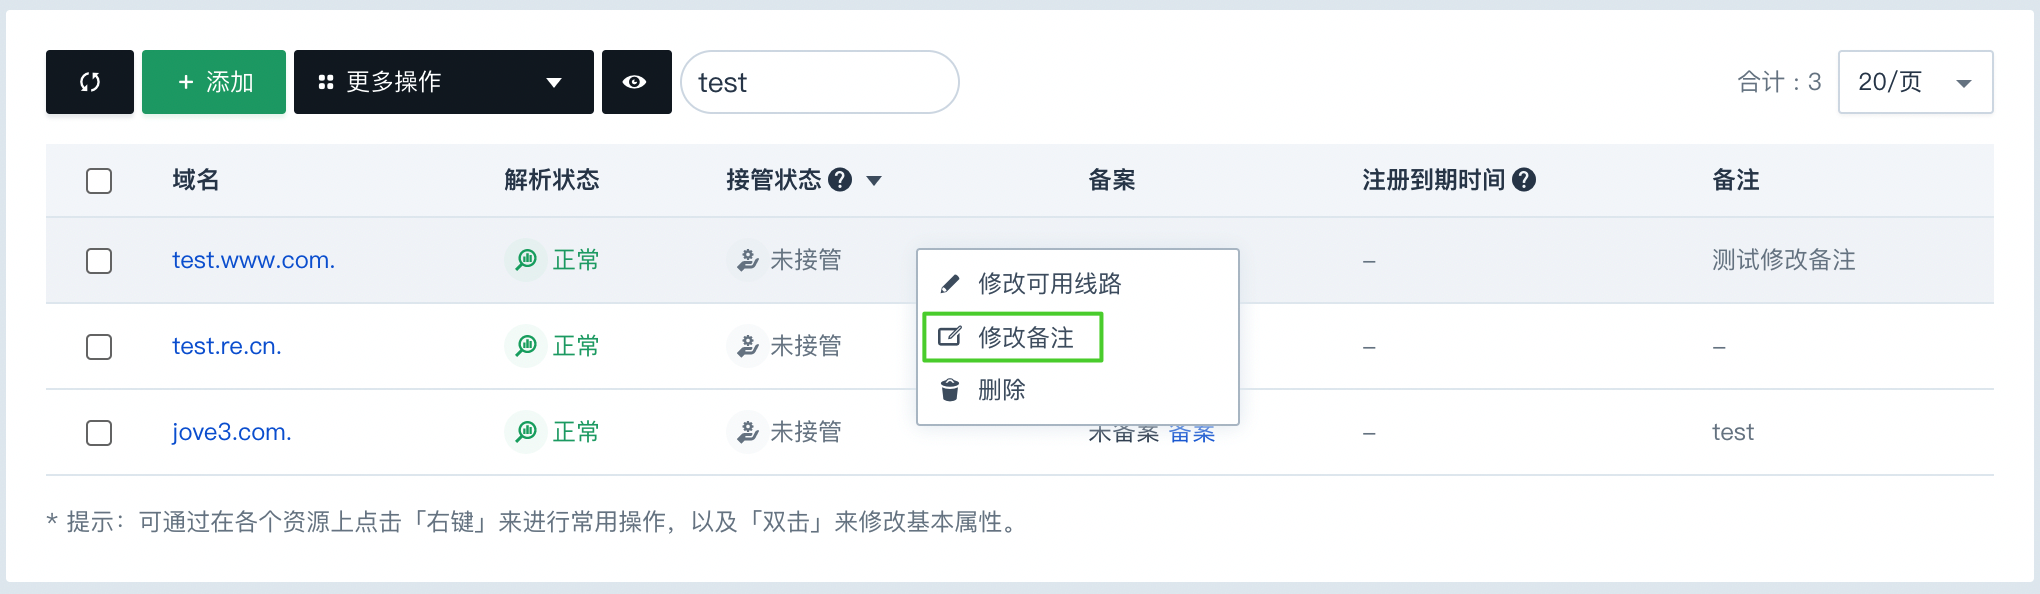 + 添加 更多操作 test 合计：3 20/页
域名 解析状态 接管状态 备案 注册到期时间 备注
test.www.com. 正常 未接管 – 测试修改备注
修改可用线路
修改备注
删除
test.re.cn. 正常 未接管 – –
jove3.com. 正常 未接管 未备案 备案 – test
* 提示：可通过在各个资源上点击「右键」来进行常用操作，以及「双击」来修改基本属性。